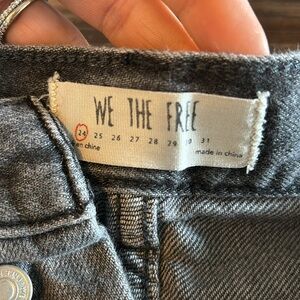 WE THE FREE
24 25 26 27 28 29 30 31
en chine made in china